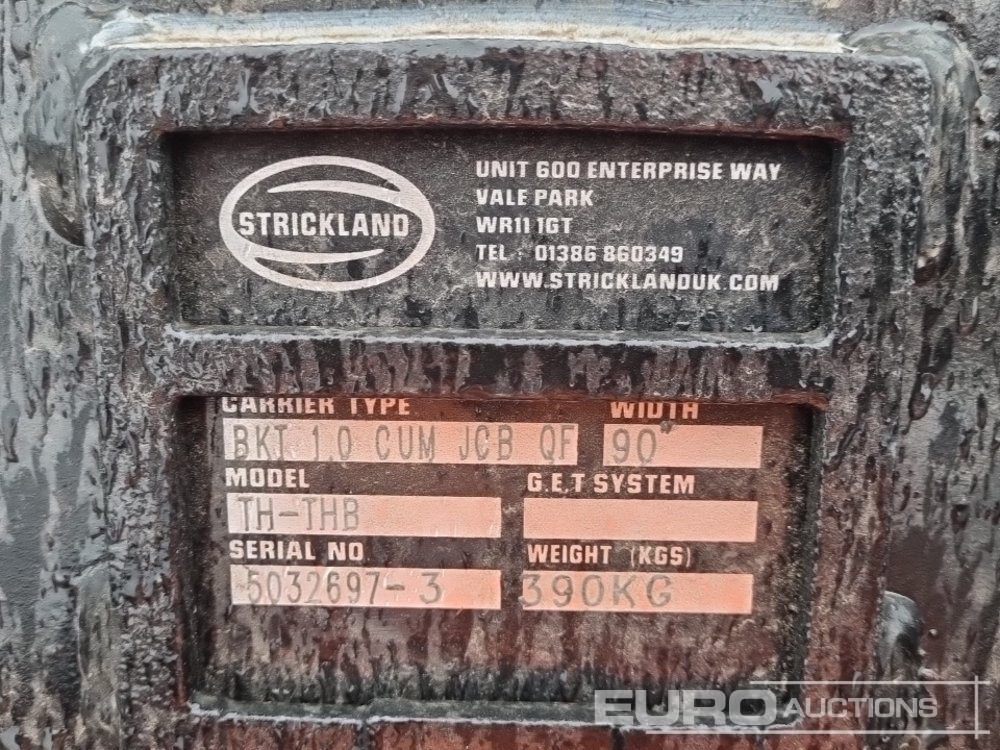 STRICKLAND
UNIT 600 ENTERPRISE WAY
VALE PARK
WR11 1GT
TEL : 01386 860349
WWW.STRICKLANDUK.COM
CARRIER TYPE WIDTH
BKT 1.0 CUM JCB QF 90"
MODEL G.E.T SYSTEM
TH-THB
SERIAL NO WEIGHT (KGS)
5032697-3 390KG
EURO AUCTIONS